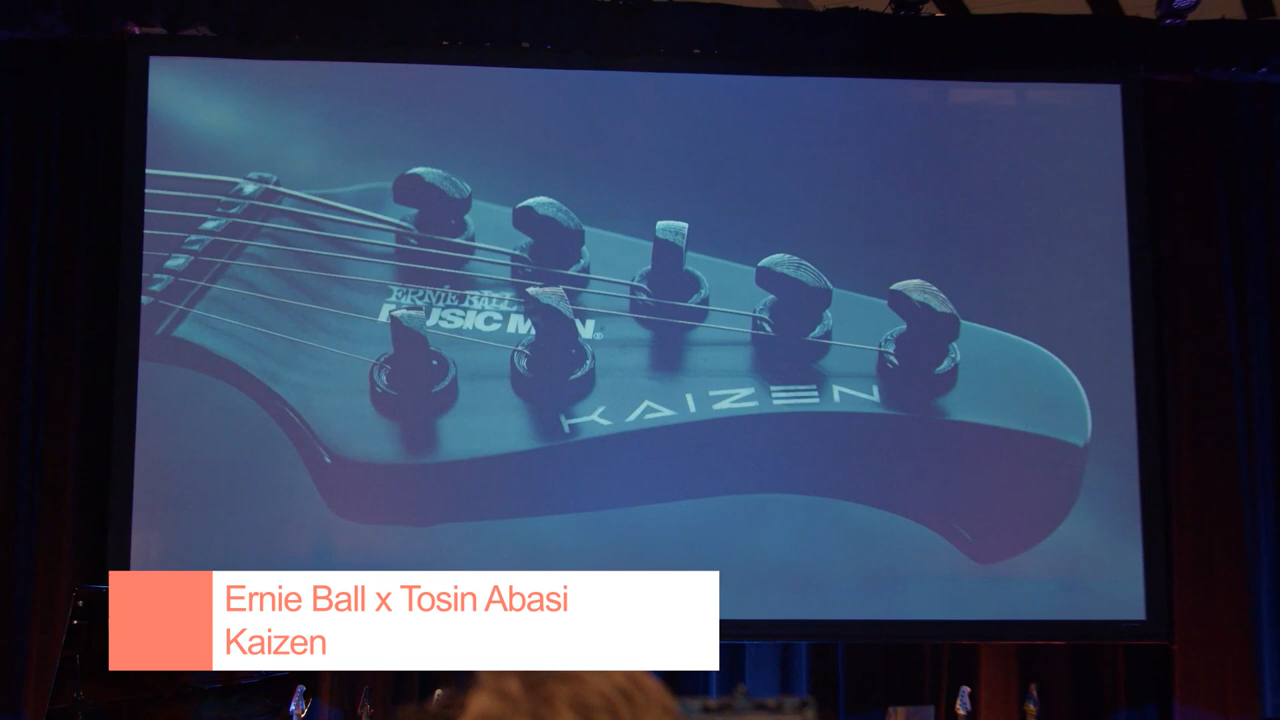 ERNIE BALL
MUSIC MAN®
KAIZEN
Ernie Ball x Tosin Abasi
Kaizen